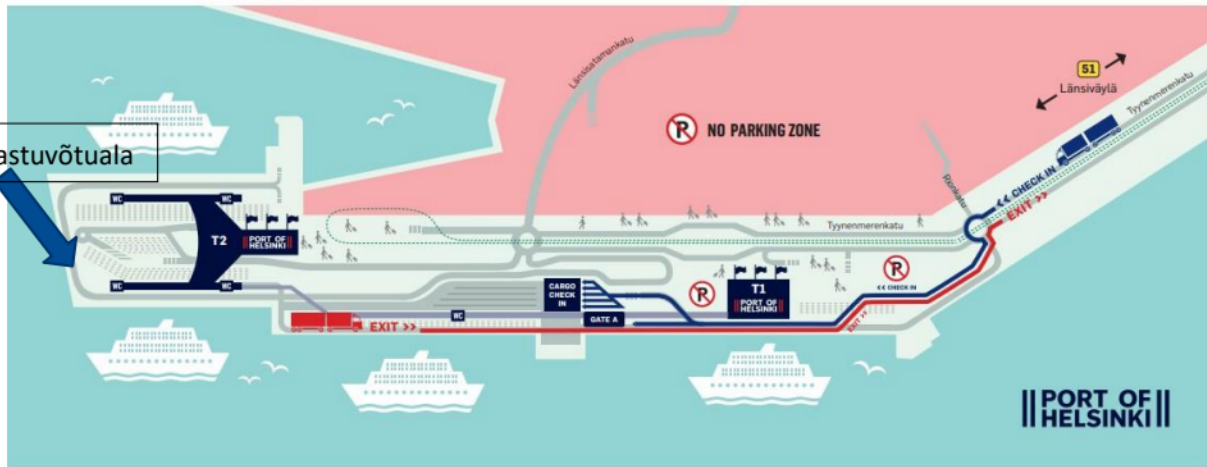 Länsisatamankatu
NO PARKING ZONE
51
Länsiväylä
Tyynenmerenkatu
astuvõtuala
Rionkatu
<< CHECK IN
EXIT >>
WC
WC
T2
PORT OF
HELSINKI
Tyynenmerenkatu
WC
WC
CARGO
CHECK
IN
GATE A
WC
T1
PORT OF
HELSINKI
<< CHECK IN
EXIT >>
EXIT >>
PORT OF
HELSINKI